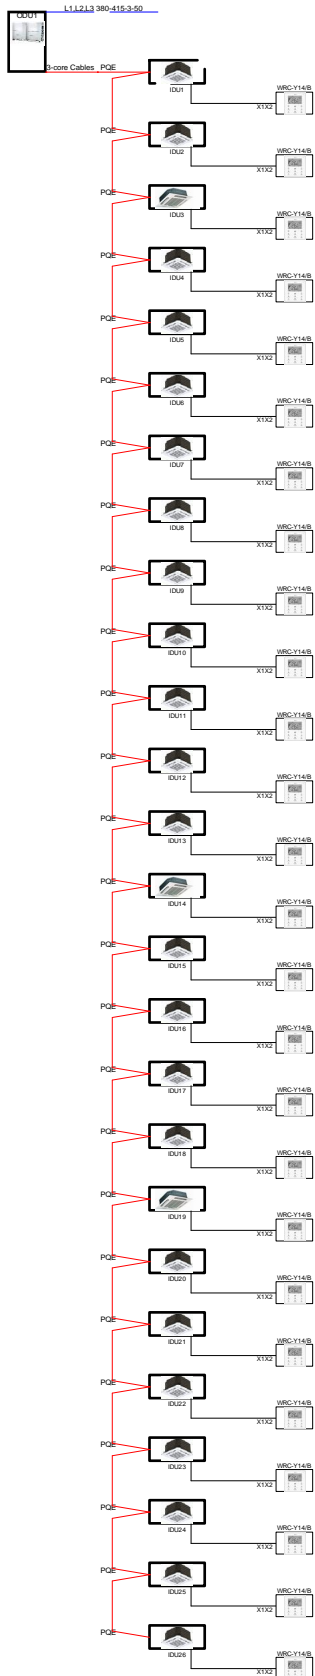 L1,L2,L3 380-415-3-50
ODU1
3-core Cables PQE
IDU1
WRC-Y14/B
X1X2
PQE
IDU2
WRC-Y14/B
X1X2
PQE
IDU3
WRC-Y14/B
X1X2
PQE
IDU4
WRC-Y14/B
X1X2
PQE
IDU5
WRC-Y14/B
X1X2
PQE
IDU6
WRC-Y14/B
X1X2
PQE
IDU7
WRC-Y14/B
X1X2
PQE
IDU8
WRC-Y14/B
X1X2
PQE
IDU9
WRC-Y14/B
X1X2
PQE
IDU10
WRC-Y14/B
X1X2
PQE
IDU11
WRC-Y14/B
X1X2
PQE
IDU12
WRC-Y14/B
X1X2
PQE
IDU13
WRC-Y14/B
X1X2
PQE
IDU14
WRC-Y14/B
X1X2
PQE
IDU15
WRC-Y14/B
X1X2
PQE
IDU16
WRC-Y14/B
X1X2
PQE
IDU17
WRC-Y14/B
X1X2
PQE
IDU18
WRC-Y14/B
X1X2
PQE
IDU19
WRC-Y14/B
X1X2
PQE
IDU20
WRC-Y14/B
X1X2
PQE
IDU21
WRC-Y14/B
X1X2
PQE
IDU22
WRC-Y14/B
X1X2
PQE
IDU23
WRC-Y14/B
X1X2
PQE
IDU24
WRC-Y14/B
X1X2
PQE
IDU25
WRC-Y14/B
X1X2
PQE
IDU26
WRC-Y14/B
X1X2